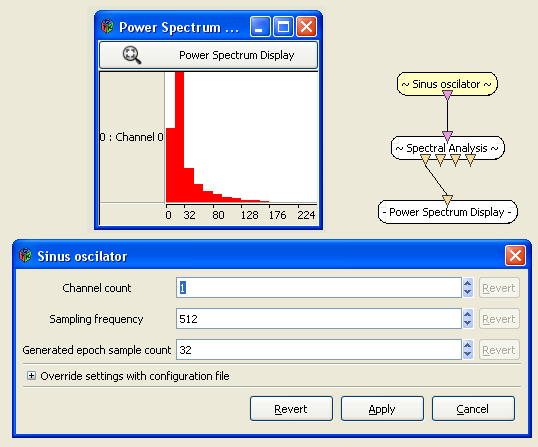 Power Spectrum ...
Power Spectrum Display
0 : Channel 0
0 32 80 128 176 224
~ Sinus oscilator ~
~ Spectral Analysis ~
- Power Spectrum Display -
Sinus oscilator
Channel count 1 Revert
Sampling frequency 512 Revert
Generated epoch sample count 32 Revert
Override settings with configuration file
Revert Apply Cancel